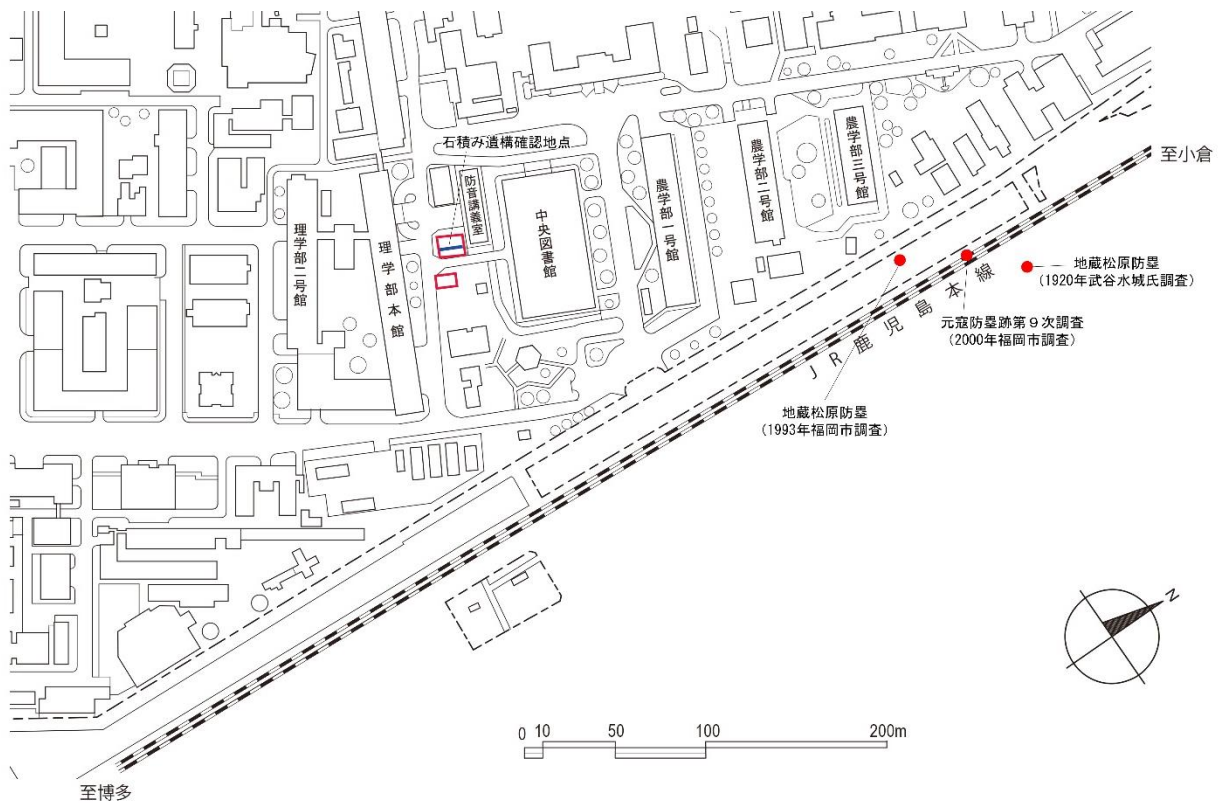 石積み遺構確認地点
防音講義室
中央図書館
理学部二号館
理学部本館
農学部一号館
農学部二号館
農学部三号館
至小倉
地蔵松原防塁
(1920年武谷水城氏調査)
元寇防塁跡第９次調査
(2000年福岡市調査)
ＪＲ鹿児島本線
地蔵松原防塁
(1993年福岡市調査)
N
0 10 50 100 200m
至博多